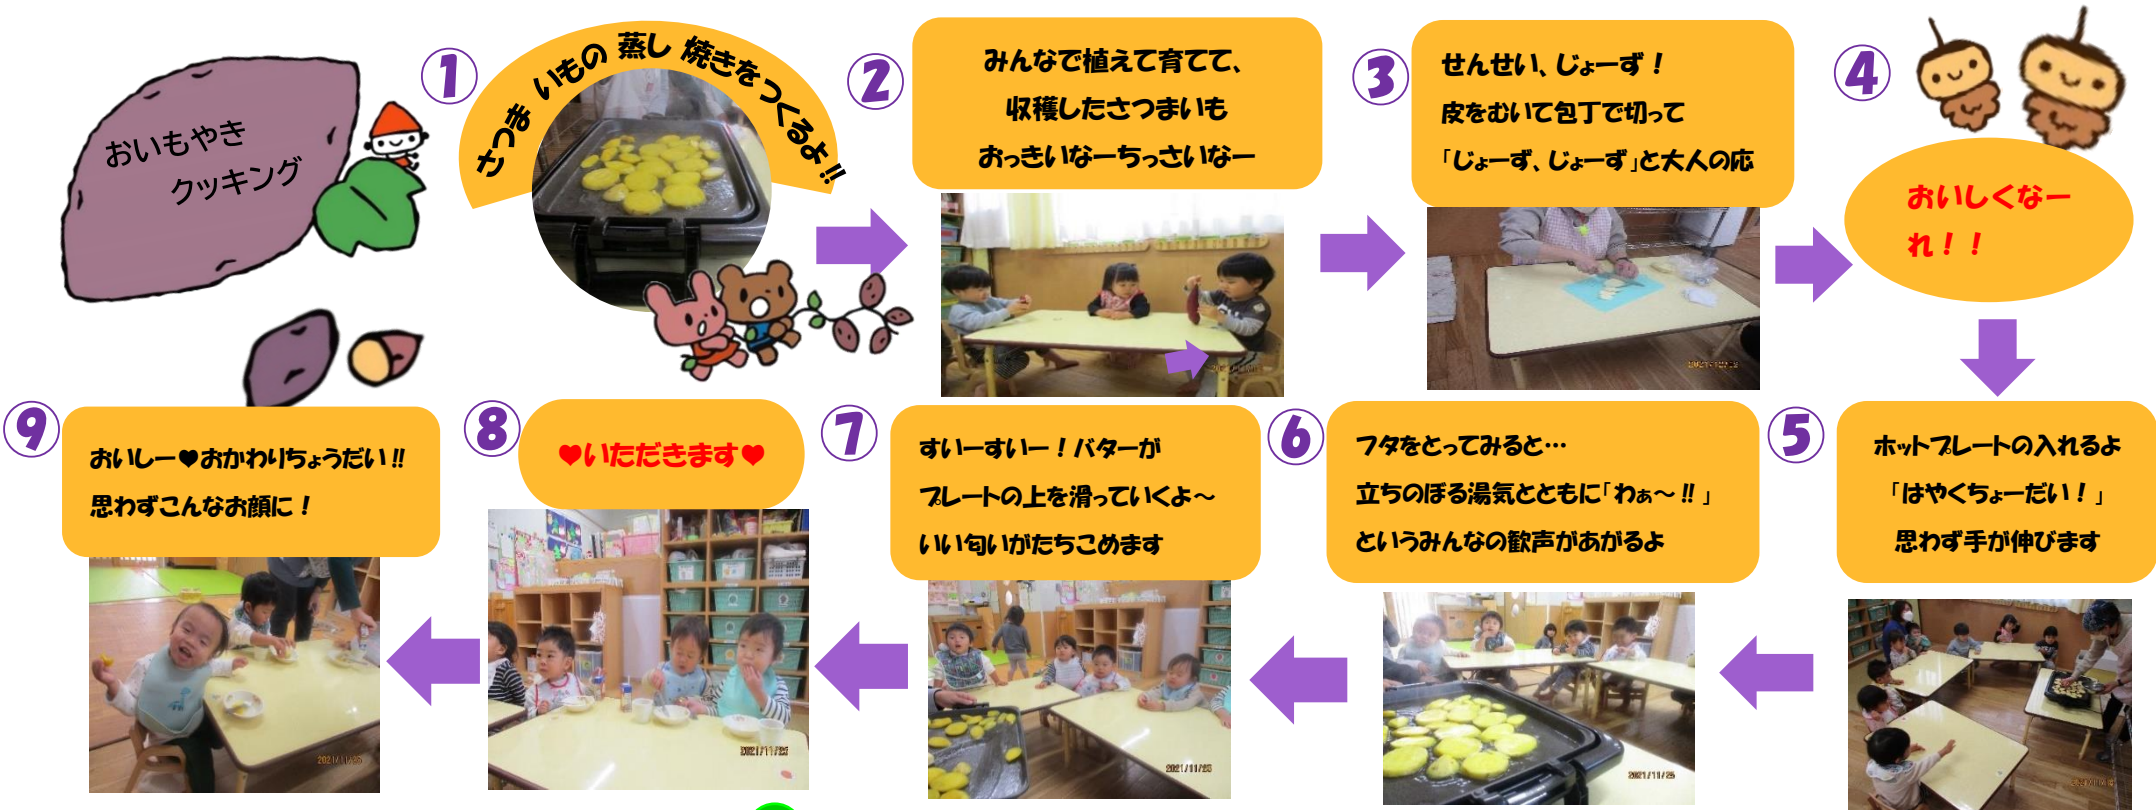 おいもやき
クッキング
①
さつまいもの 蒸し 焼きをつくるよ!!
②
みんなで植えて育てて、
収穫したさつまいも
おっきいなーちっさいなー
③
せんせい、じょーず！
皮をむいて包丁で切って
「じょーず、じょーず」と大人の応
④
おいしくなー
れ！！
⑤
ホットプレートの入れるよ
「はやくちょーだい！」
思わず手が伸びます
⑥
フタをとってみると…
立ちのぼる湯気とともに「わぁ～!!」
というみんなの歓声があがるよ
2021/11/25
⑦
すいーすいー！バターが
プレートの上を滑っていくよ～
いい匂いがたちこめます
2021/11/25
⑧
♥いただきます♥
2021/11/25
⑨
おいしー♥おかわりちょうだい!!
思わずこんなお顔に！
2021/11/25